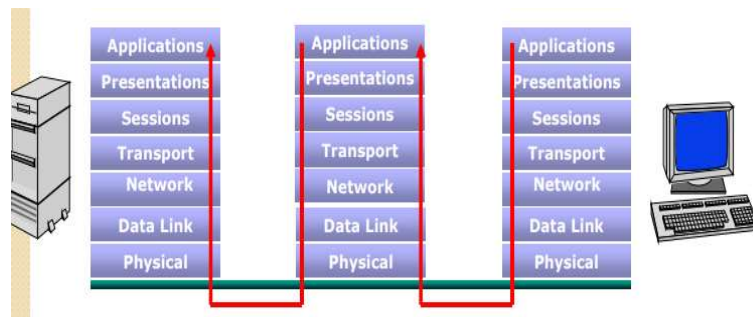 Applications
Presentations
Sessions
Transport
Network
Data Link
Physical
Applications
Presentations
Sessions
Transport
Network
Data Link
Physical
Applications
Presentations
Sessions
Transport
Network
Data Link
Physical